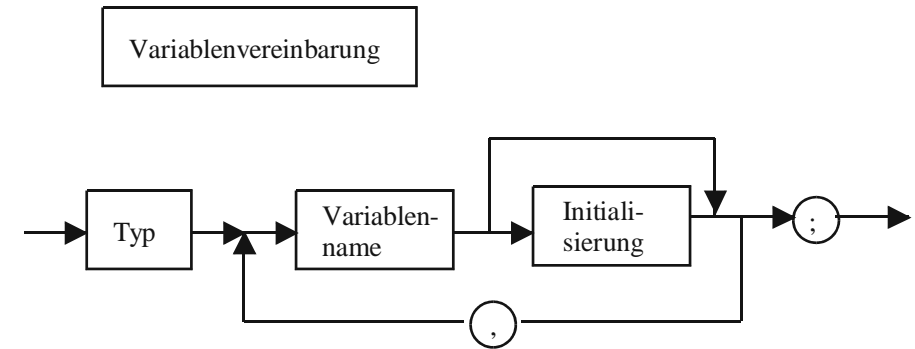 Variablenvereinbarung
Typ
Variablen-
name
Initiali-
sierung
;
,